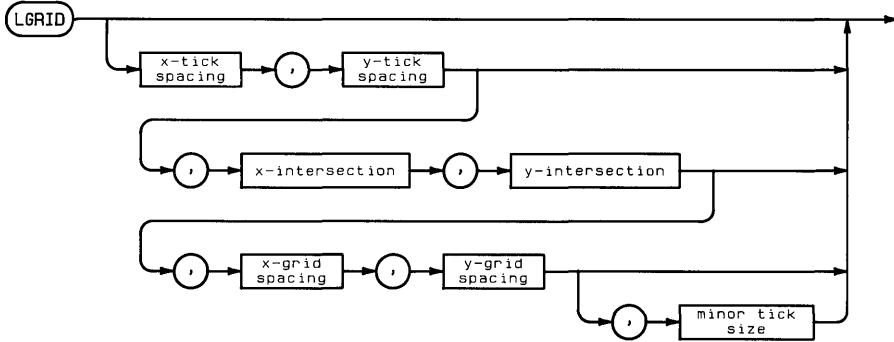 LGRID
x-tick spacing , y-tick spacing
, x-intersection , y-intersection
, x-grid spacing , y-grid spacing
, minor tick size